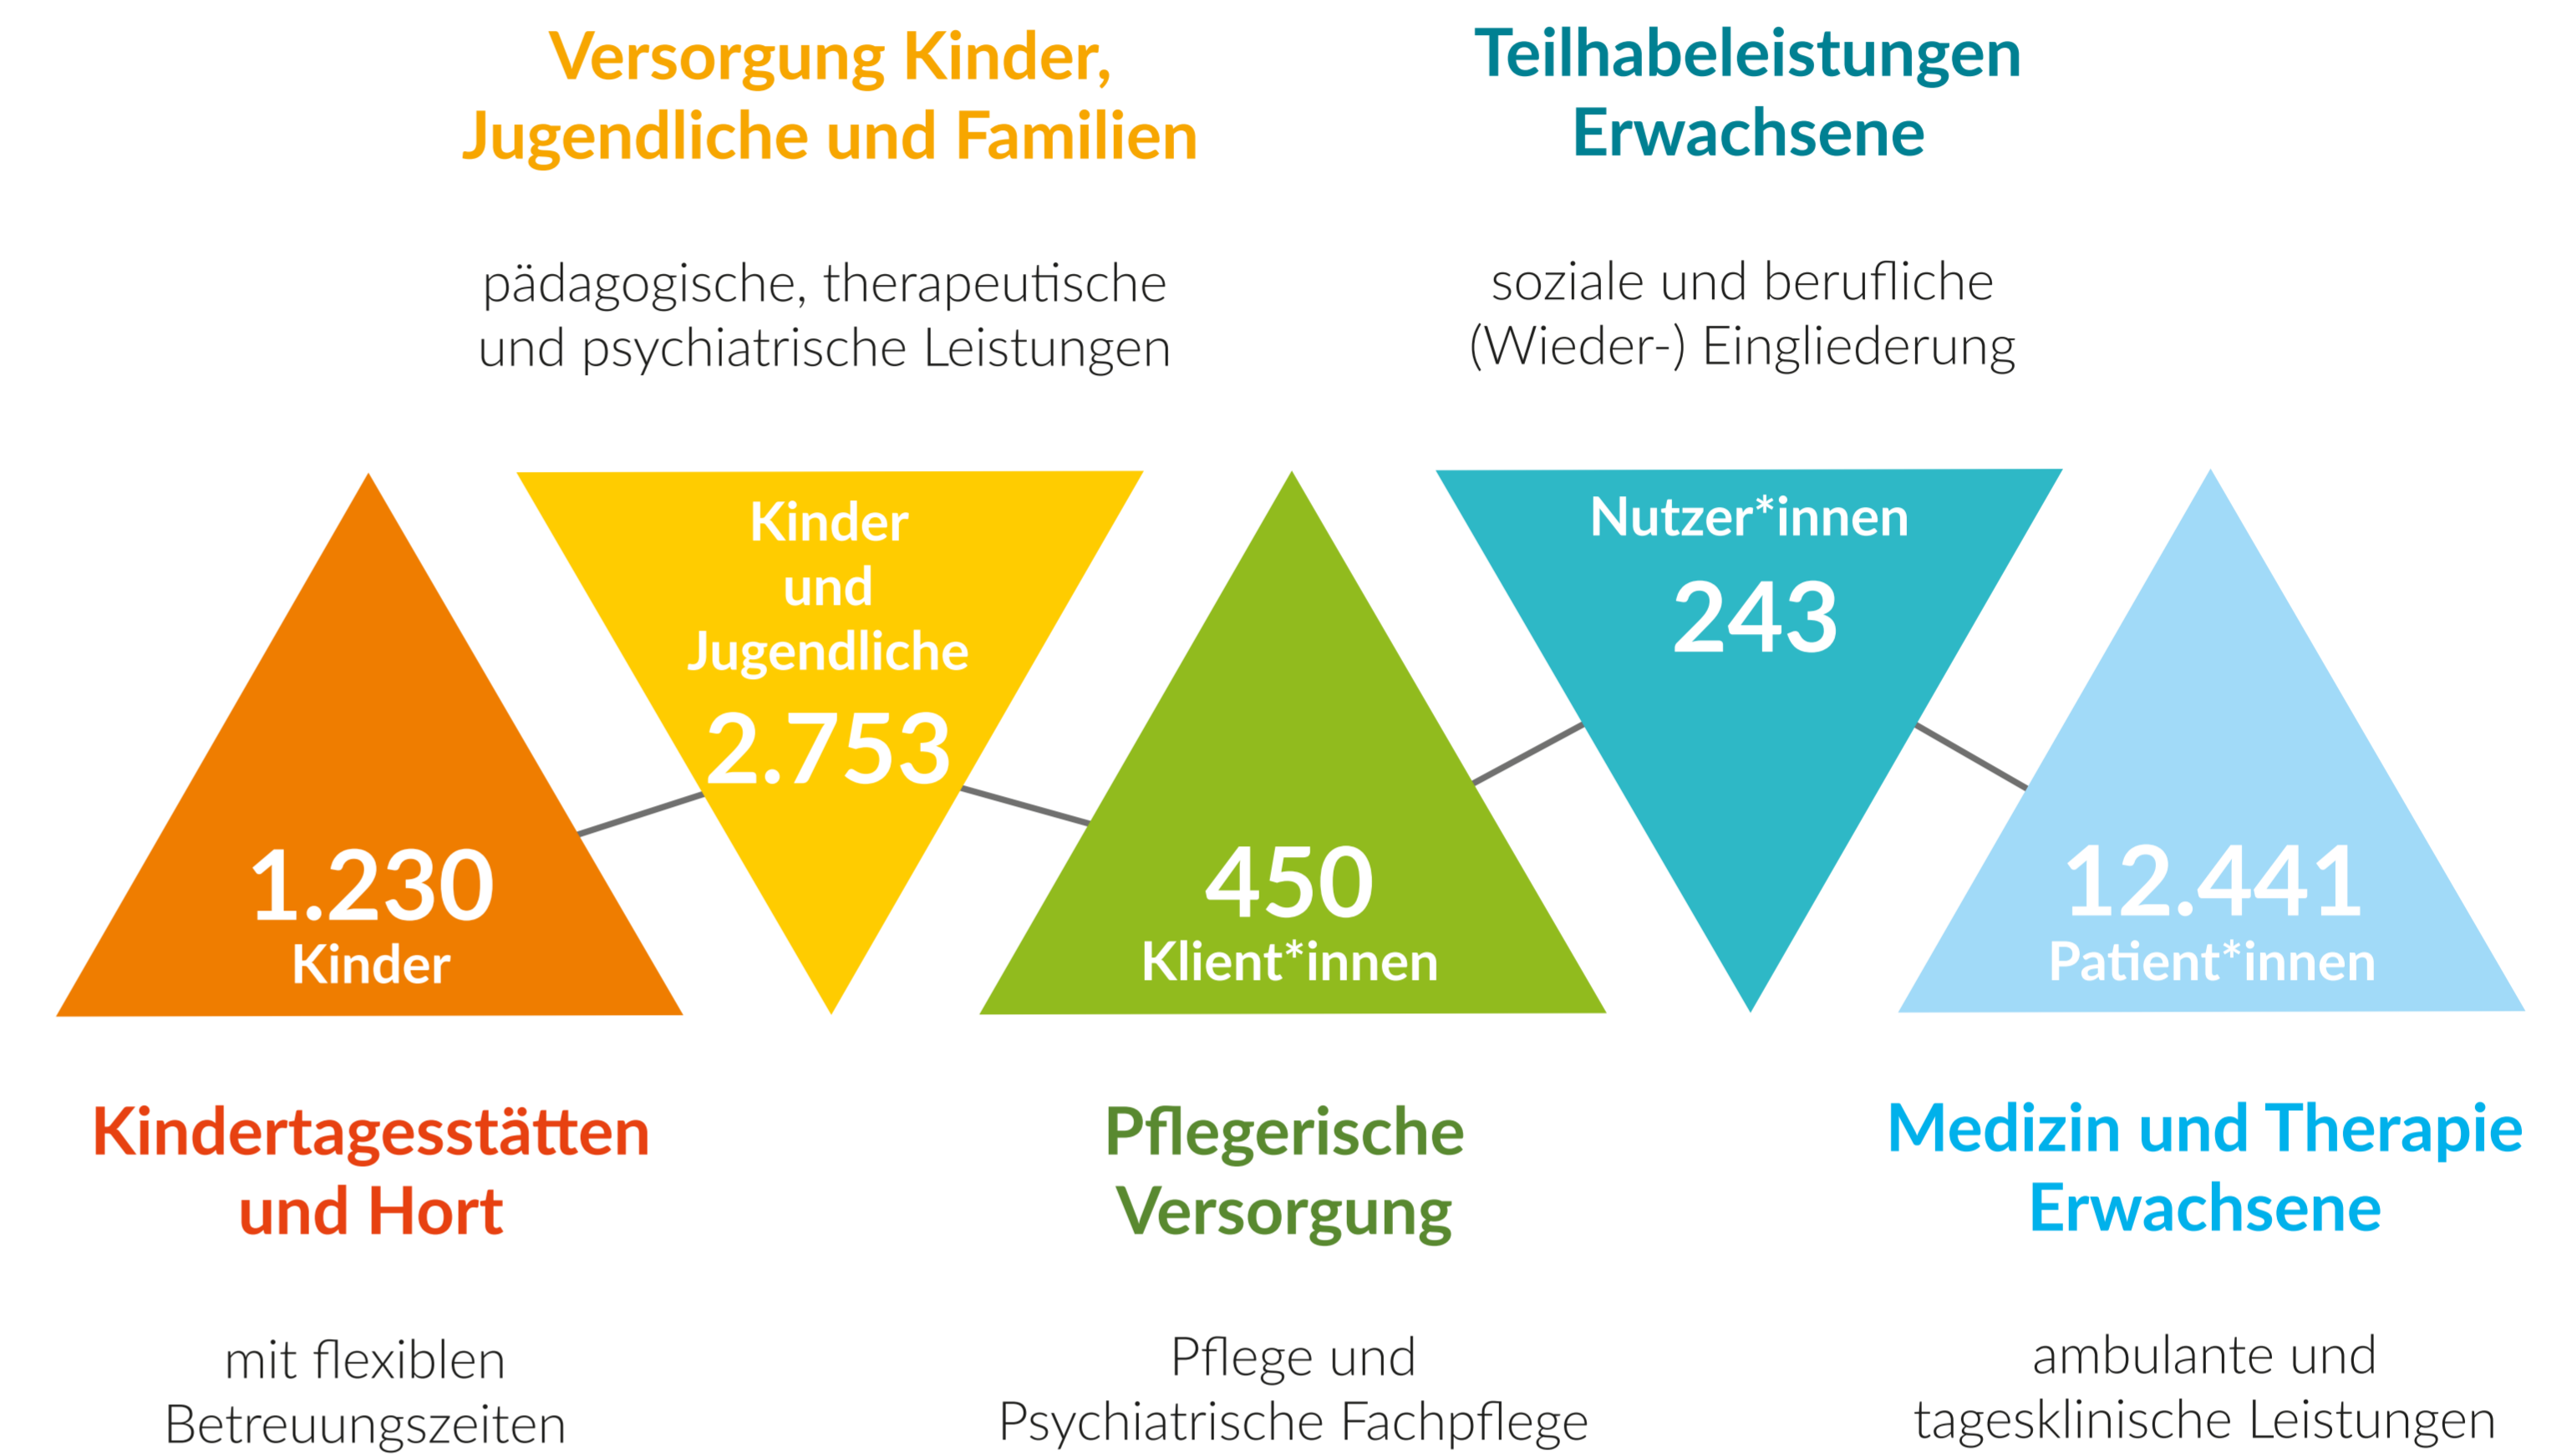 Versorgung Kinder,
Jugendliche und Familien
pädagogische, therapeutische
und psychiatrische Leistungen
Teilhabeleistungen
Erwachsene
soziale und berufliche
(Wieder-) Eingliederung
1.230
Kinder
Kinder
und
Jugendliche
2.753
450
Klient*innen
Nutzer*innen
243
12.441
Patient*innen
Kindertagesstätten
und Hort
mit flexiblen
Betreuungszeiten
Pflegerische
Versorgung
Pflege und
Psychiatrische Fachpflege
Medizin und Therapie
Erwachsene
ambulante und
tagesklinische Leistungen